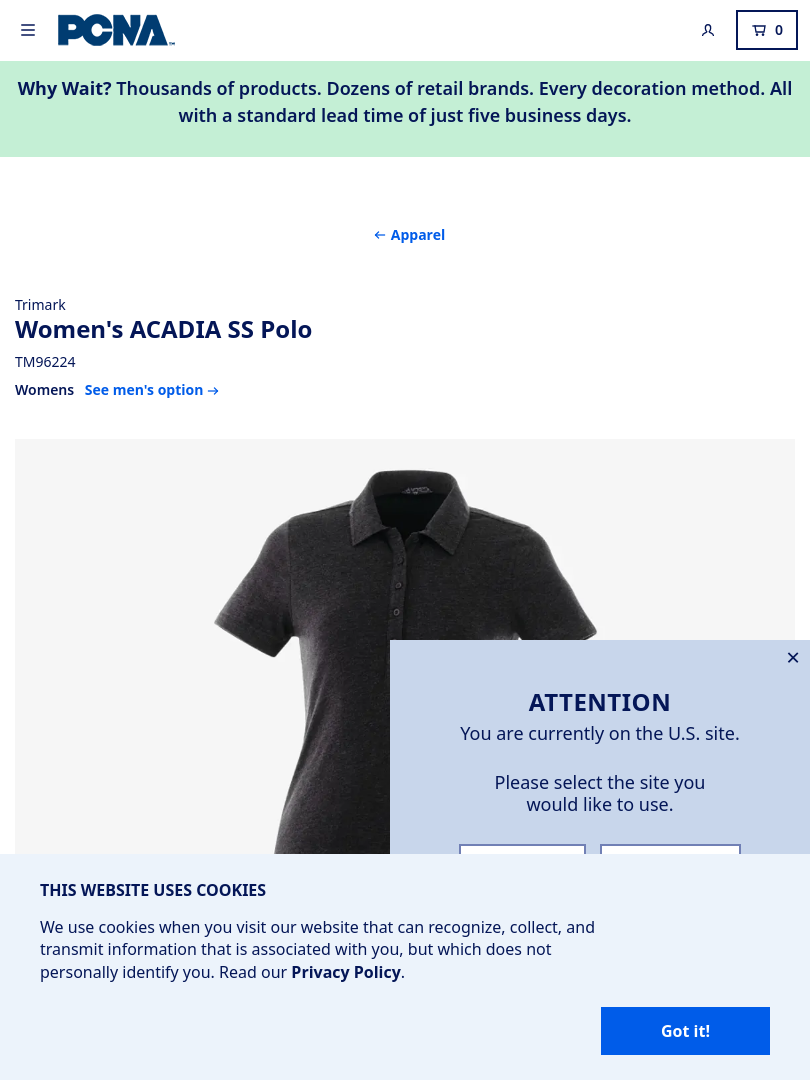 PCNA
0
Why Wait? Thousands of products. Dozens of retail brands. Every decoration method. All
with a standard lead time of just five business days.
← Apparel
Trimark
Women's ACADIA SS Polo
TM96224
Womens See men's option →
ATTENTION
You are currently on the U.S. site.
Please select the site you
would like to use.
THIS WEBSITE USES COOKIES
We use cookies when you visit our website that can recognize, collect, and
transmit information that is associated with you, but which does not
personally identify you. Read our Privacy Policy.
Got it!